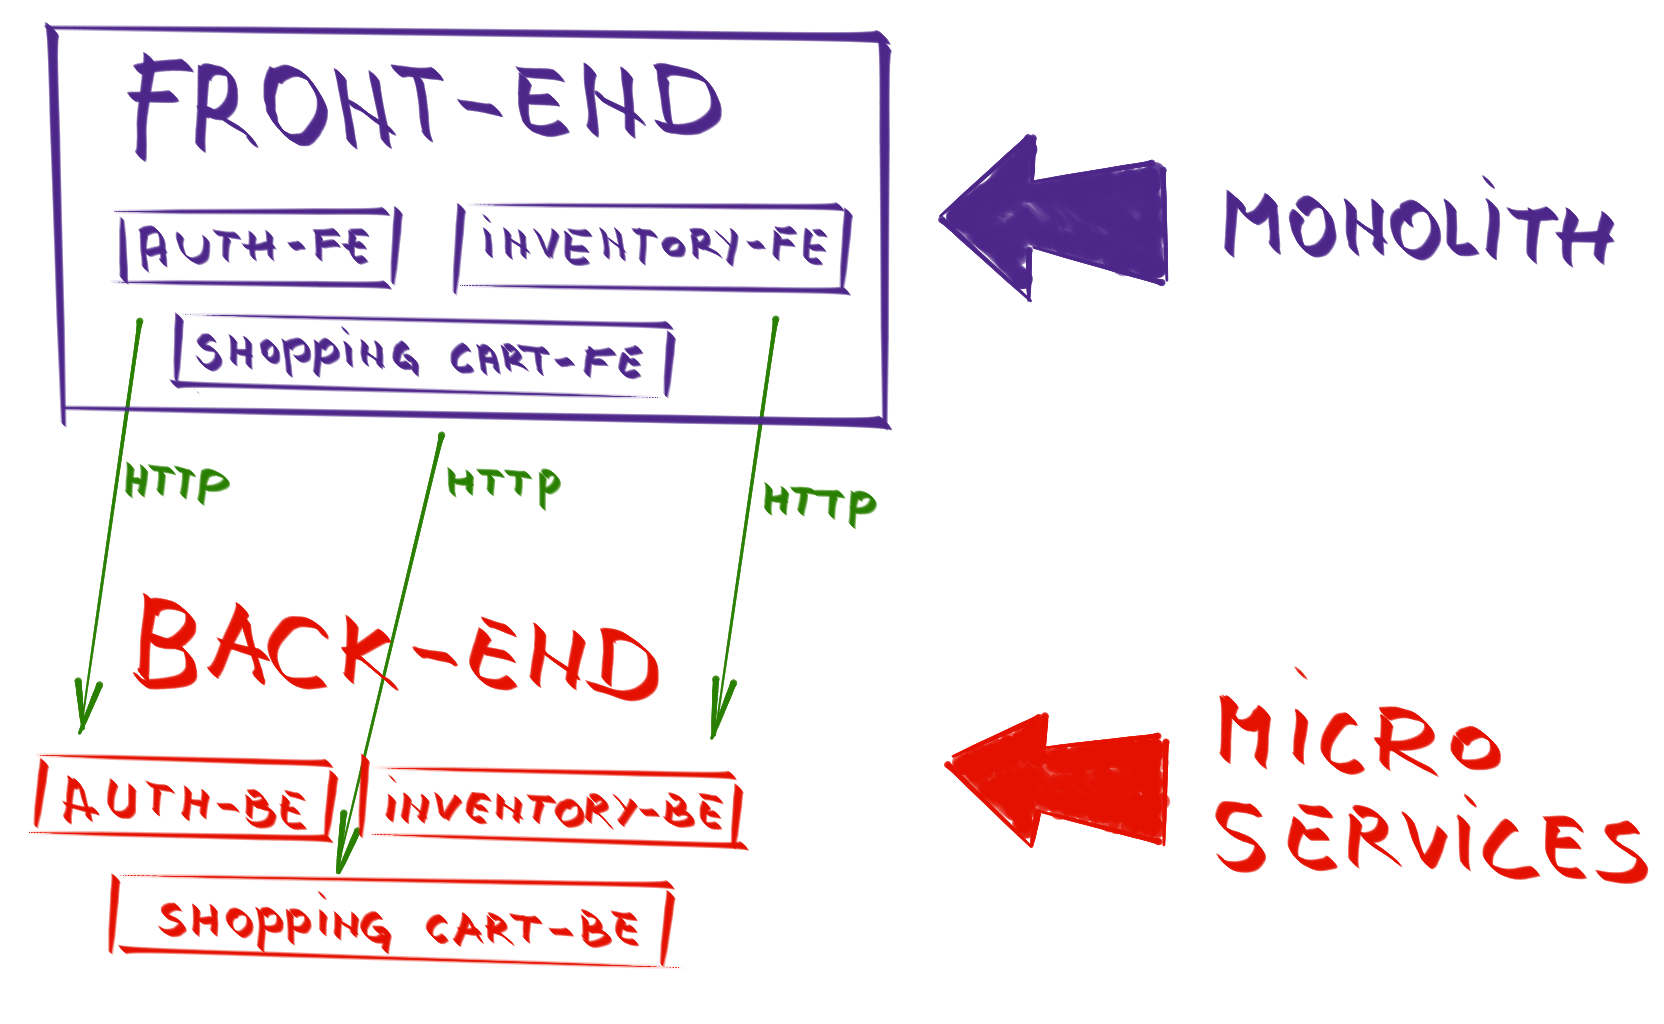 FRONT-END
MONOLITH
AUTH-FE
INVENTORY-FE
SHOPPING CART-FE
HTTP
HTTP
HTTP
BACK-END
MICRO
SERVICES
AUTH-BE
INVENTORY-BE
SHOPPING CART-BE